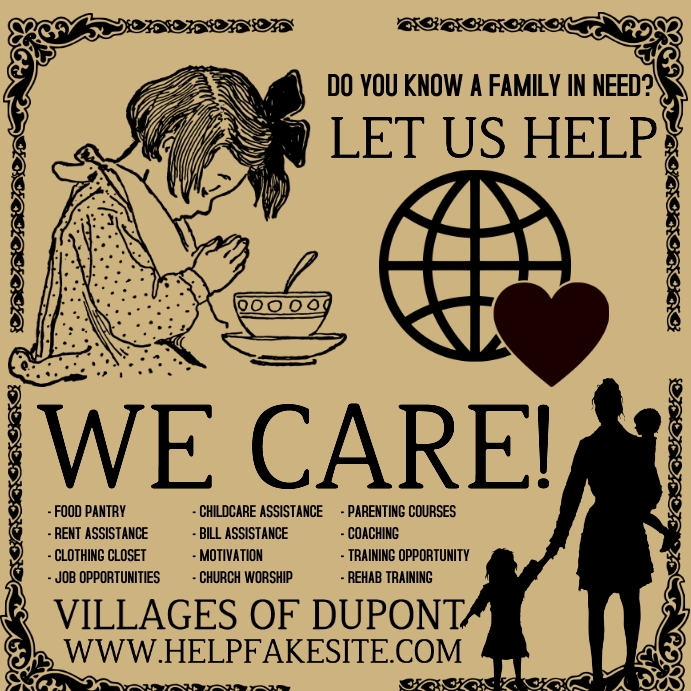 DO YOU KNOW A FAMILY IN NEED?
LET US HELP
WE CARE!
- FOOD PANTRY
- RENT ASSISTANCE
- CLOTHING CLOSET
- JOB OPPORTUNITIES
- CHILDCARE ASSISTANCE
- BILL ASSISTANCE
- MOTIVATION
- CHURCH WORSHIP
- PARENTING COURSES
- COACHING
- TRAINING OPPORTUNITY
- REHAB TRAINING
VILLAGES OF DUPONT
WWW.HELPFAKESITE.COM